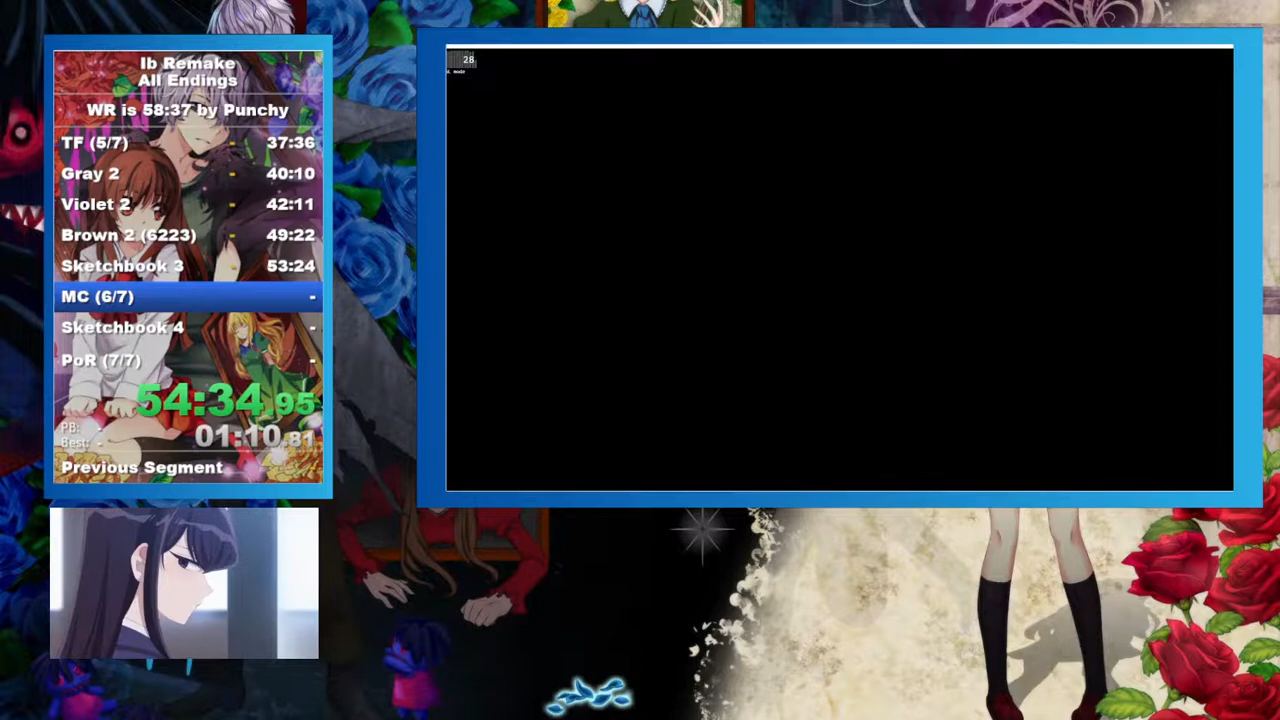 Ib Remake
All Endings
WR is 58:37 by Punchy
TF (5/7) - 37:36
Gray 2 - 40:10
Violet 2 - 42:11
Brown 2 (6223) - 49:22
Sketchbook 3 - 53:24
MC (6/7) -
Sketchbook 4 -
PoR (7/7) -
54:34.95
PB: -
Best: -
01:10.81
Previous Segment
28